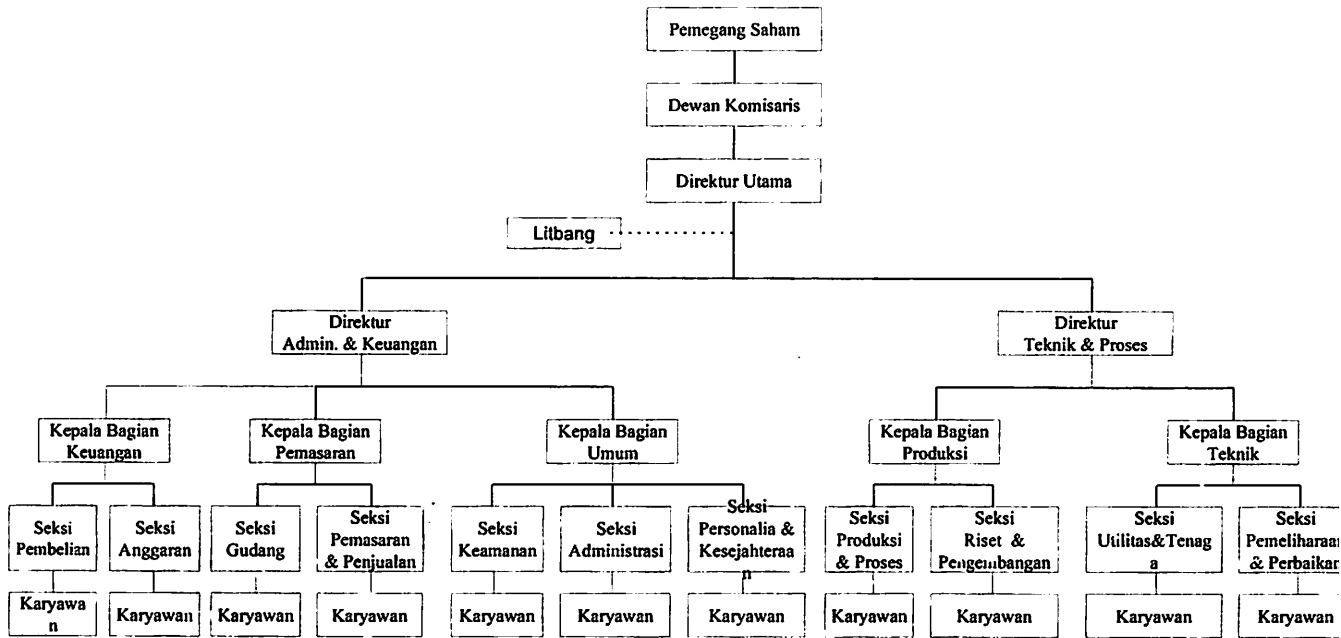 Pemegang Saham
Dewan Komisaris
Direktur Utama
Litbang
Direktur
Admin. & Keuangan
Direktur
Teknik & Proses
Kepala Bagian
Keuangan
Kepala Bagian
Pemasaran
Kepala Bagian
Umum
Kepala Bagian
Produksi
Kepala Bagian
Teknik
Seksi
Pembelian
Seksi
Anggaran
Seksi
Gudang
Seksi
Pemasaran
& Penjualan
Seksi
Keamanan
Seksi
Administrasi
Seksi
Personalia &
Kesejahteraa
n
Seksi
Produksi
& Proses
Seksi
Riset &
Pengembangan
Seksi
Utilitas&Tenag
a
Seksi
Pemeliharaan
& Perbaikan
Karyawa
n
Karyawan
Karyawan
Karyawan
Karyawan
Karyawan
Karyawan
Karyawan
Karyawan
Karyawan
Karyawan